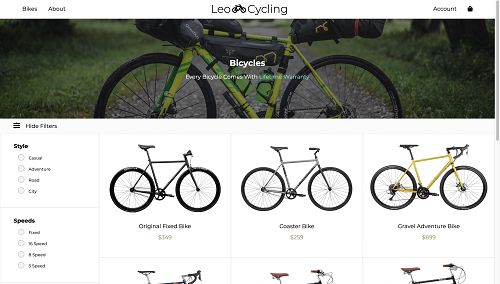 Bikes
About
Leo Cycling
Account
Bicycles
Every Bicycle Comes With Lifetime Warranty
Hide Filters
Style
Casual
Adventure
Road
City
Speeds
Fixed
16 Speed
8 Speed
3 Speed
Original Fixed Bike
$349
Coaster Bike
$259
Gravel Adventure Bike
$899